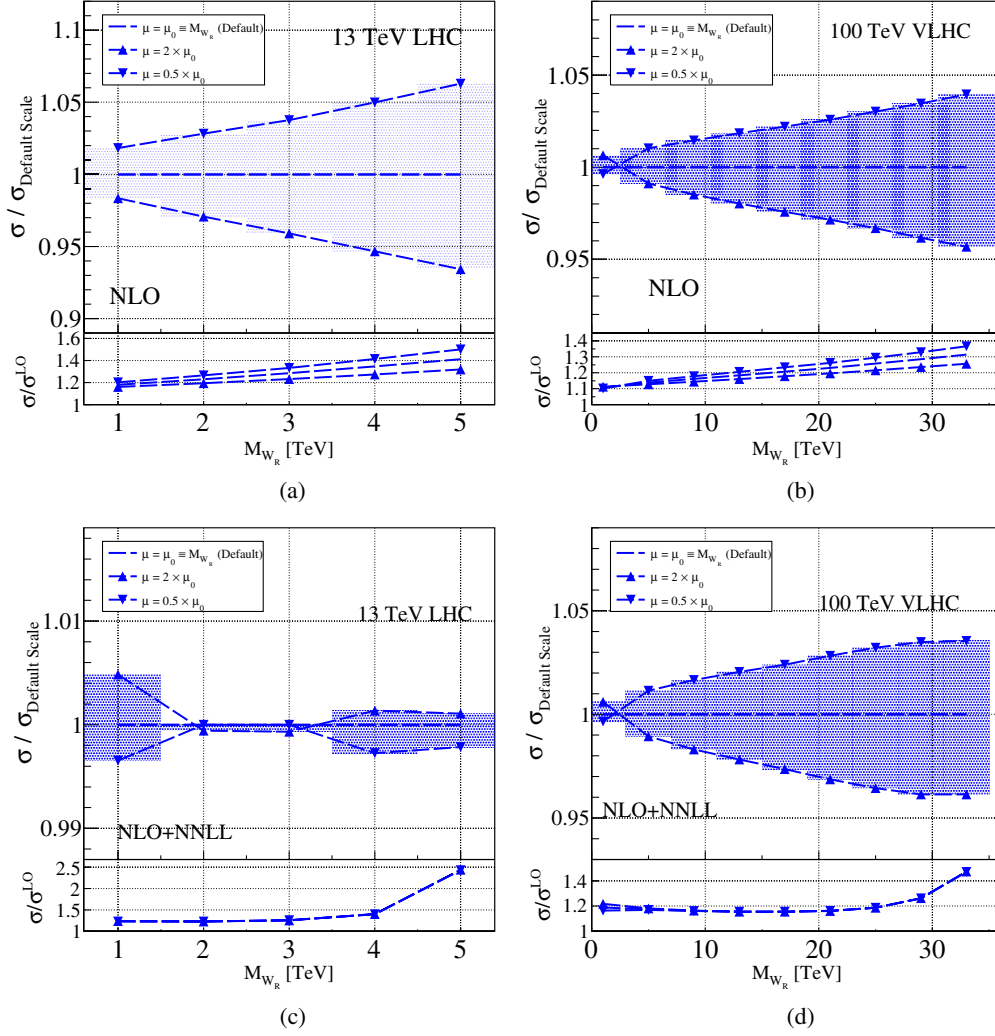 1.1
μ = μ0 ≡ MWR (Default)
μ = 2 × μ0
μ = 0.5 × μ0
13 TeV LHC
1.05
1
0.95
0.9
σ / σDefault Scale
NLO
1.6
1.4
1.2
1
σ/σLO
1 2 3 4 5
MWR [TeV]
(a)
μ = μ0 ≡ MWR (Default)
μ = 2 × μ0
μ = 0.5 × μ0
100 TeV VLHC
1.05
1
0.95
σ/ σDefault Scale
NLO
1.4
1.3
1.2
1.1
1
σ/σLO
0 10 20 30
MWR [TeV]
(b)
μ = μ0 ≡ MWR (Default)
μ = 2 × μ0
μ = 0.5 × μ0
13 TeV LHC
1.01
1
0.99
σ / σDefault Scale
NLO+NNLL
2.5
2
1.5
1
σ/σLO
1 2 3 4 5
MWR [TeV]
(c)
μ = μ0 ≡ MWR (Default)
μ = 2 × μ0
μ = 0.5 × μ0
100 TeV VLHC
1.05
1
0.95
σ / σDefault Scale
NLO+NNLL
1.4
1.2
1
σ/σLO
0 10 20 30
MWR [TeV]
(d)